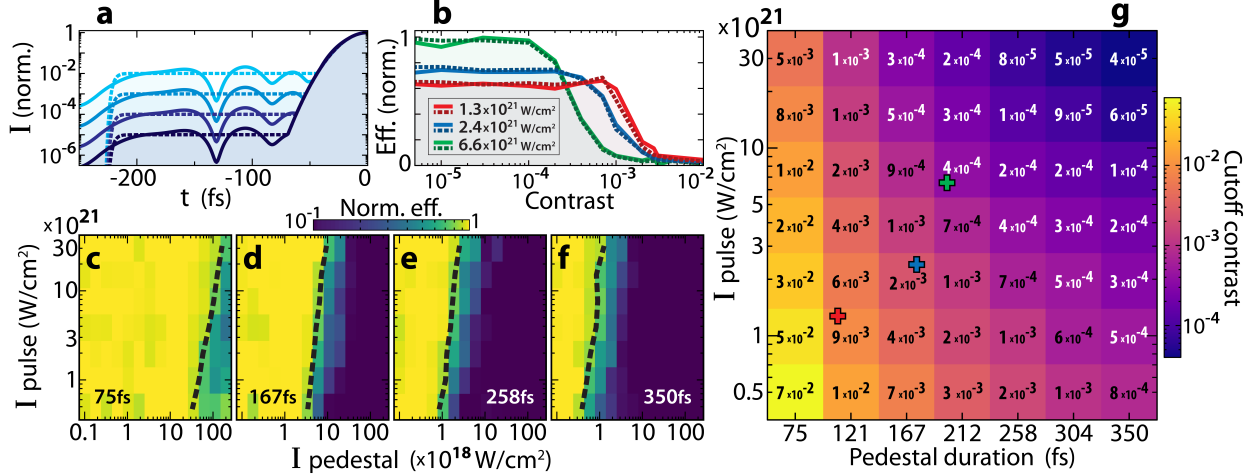 a
I (norm.)
1
10⁻²
10⁻⁴
10⁻⁶
-200
-100
0
t (fs)
b
Eff. (norm.)
1
0
1.3×10²¹ W/cm²
2.4×10²¹ W/cm²
6.6×10²¹ W/cm²
10⁻⁵ 10⁻⁴ 10⁻³ 10⁻²
Contrast
10⁻¹ Norm. eff. 1
×10²¹
I pulse (W/cm²)
30
10
3
1
c
75fs
d
167fs
e
258fs
f
350fs
0.1 1 10 100
1 10 100
1 10 100
1 10 100
I pedestal (×10¹⁸ W/cm²)
g
×10²¹
I pulse (W/cm²)
30
10
5
3
1
0.5
5×10⁻³ 1×10⁻³ 3×10⁻⁴ 2×10⁻⁴ 8×10⁻⁵ 5×10⁻⁵ 4×10⁻⁵
8×10⁻³ 1×10⁻³ 5×10⁻⁴ 3×10⁻⁴ 1×10⁻⁴ 9×10⁻⁵ 6×10⁻⁵
1×10⁻² 2×10⁻³ 9×10⁻⁴ 4×10⁻⁴ 2×10⁻⁴ 2×10⁻⁴ 1×10⁻⁴
2×10⁻² 4×10⁻³ 1×10⁻³ 7×10⁻⁴ 4×10⁻⁴ 3×10⁻⁴ 2×10⁻⁴
3×10⁻² 6×10⁻³ 2×10⁻³ 1×10⁻³ 7×10⁻⁴ 5×10⁻⁴ 3×10⁻⁴
5×10⁻² 9×10⁻³ 4×10⁻³ 2×10⁻³ 1×10⁻³ 6×10⁻⁴ 5×10⁻⁴
7×10⁻² 1×10⁻² 7×10⁻³ 3×10⁻³ 2×10⁻³ 1×10⁻³ 8×10⁻⁴
75 121 167 212 258 304 350
Pedestal duration (fs)
10⁻²
10⁻³
10⁻⁴
Cutoff contrast